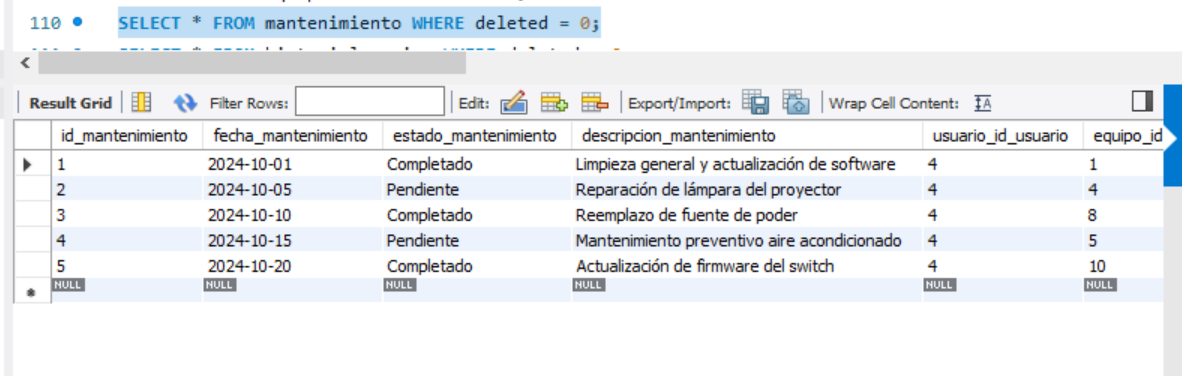 110 SELECT * FROM mantenimiento WHERE deleted = 0;
Result Grid Filter Rows: Edit: Export/Import: Wrap Cell Content: IA
id_mantenimiento fecha_mantenimiento estado_mantenimiento descripcion_mantenimiento usuario_id_usuario equipo_id
1 2024-10-01 Completado Limpieza general y actualización de software 4 1
2 2024-10-05 Pendiente Reparación de lámpara del proyector 4 4
3 2024-10-10 Completado Reemplazo de fuente de poder 4 8
4 2024-10-15 Pendiente Mantenimiento preventivo aire acondicionado 4 5
5 2024-10-20 Completado Actualización de firmware del switch 4 10
NULL NULL NULL NULL NULL NULL